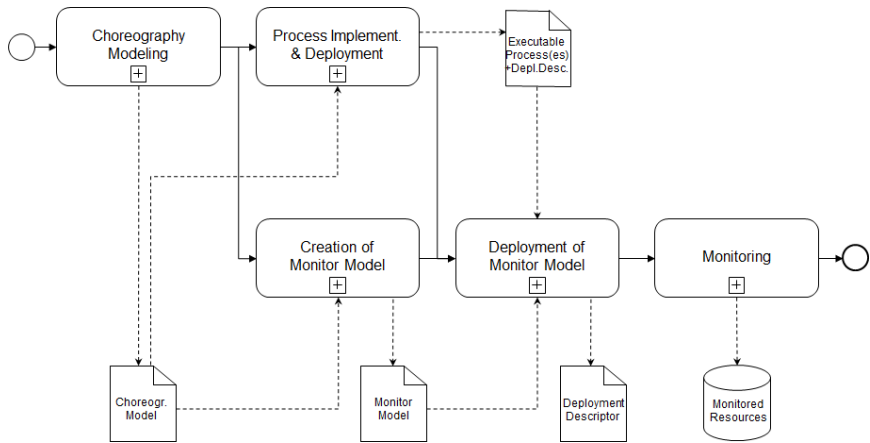 Choreography
Modeling
Process Implement.
& Deployment
Executable
Process(es)
+Depl.Desc.
Creation of
Monitor Model
Deployment of
Monitor Model
Monitoring
Choreogr.
Model
Monitor
Model
Deployment
Descriptor
Monitored
Resources